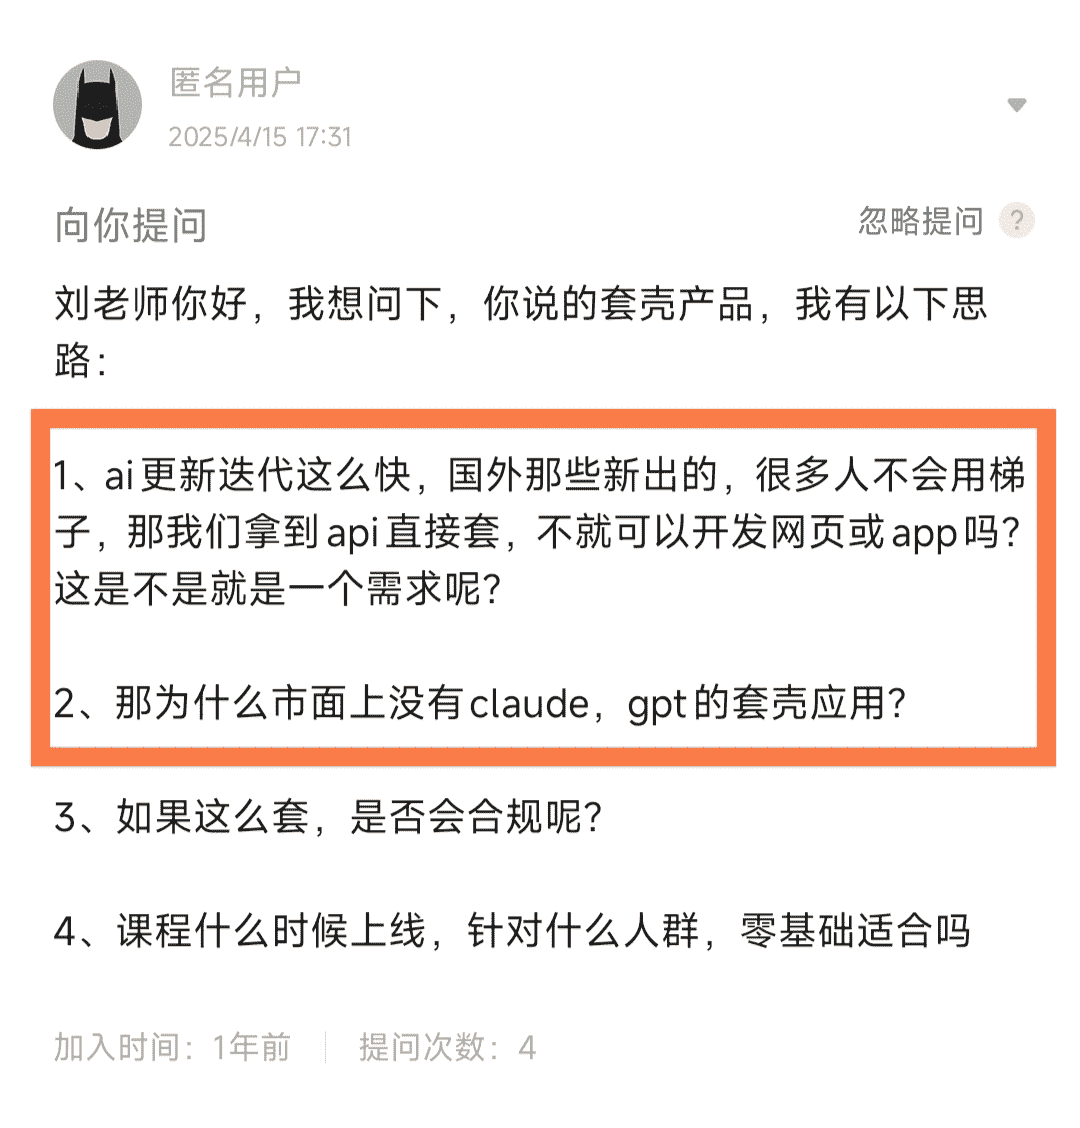 匿名用户
2025/4/15 17:31
向你提问
忽略提问 ?
刘老师你好，我想问下，你说的套壳产品，我有以下思
路：
1、ai更新迭代这么快，国外那些新出的，很多人不会用梯
子，那我们拿到api直接套，不就可以开发网页或app吗？
这是不是就是一个需求呢？
2、那为什么市面上没有claude，gpt的套壳应用？
3、如果这么套，是否会合规呢？
4、课程什么时候上线，针对什么人群，零基础适合吗
加入时间：1年前 | 提问次数：4